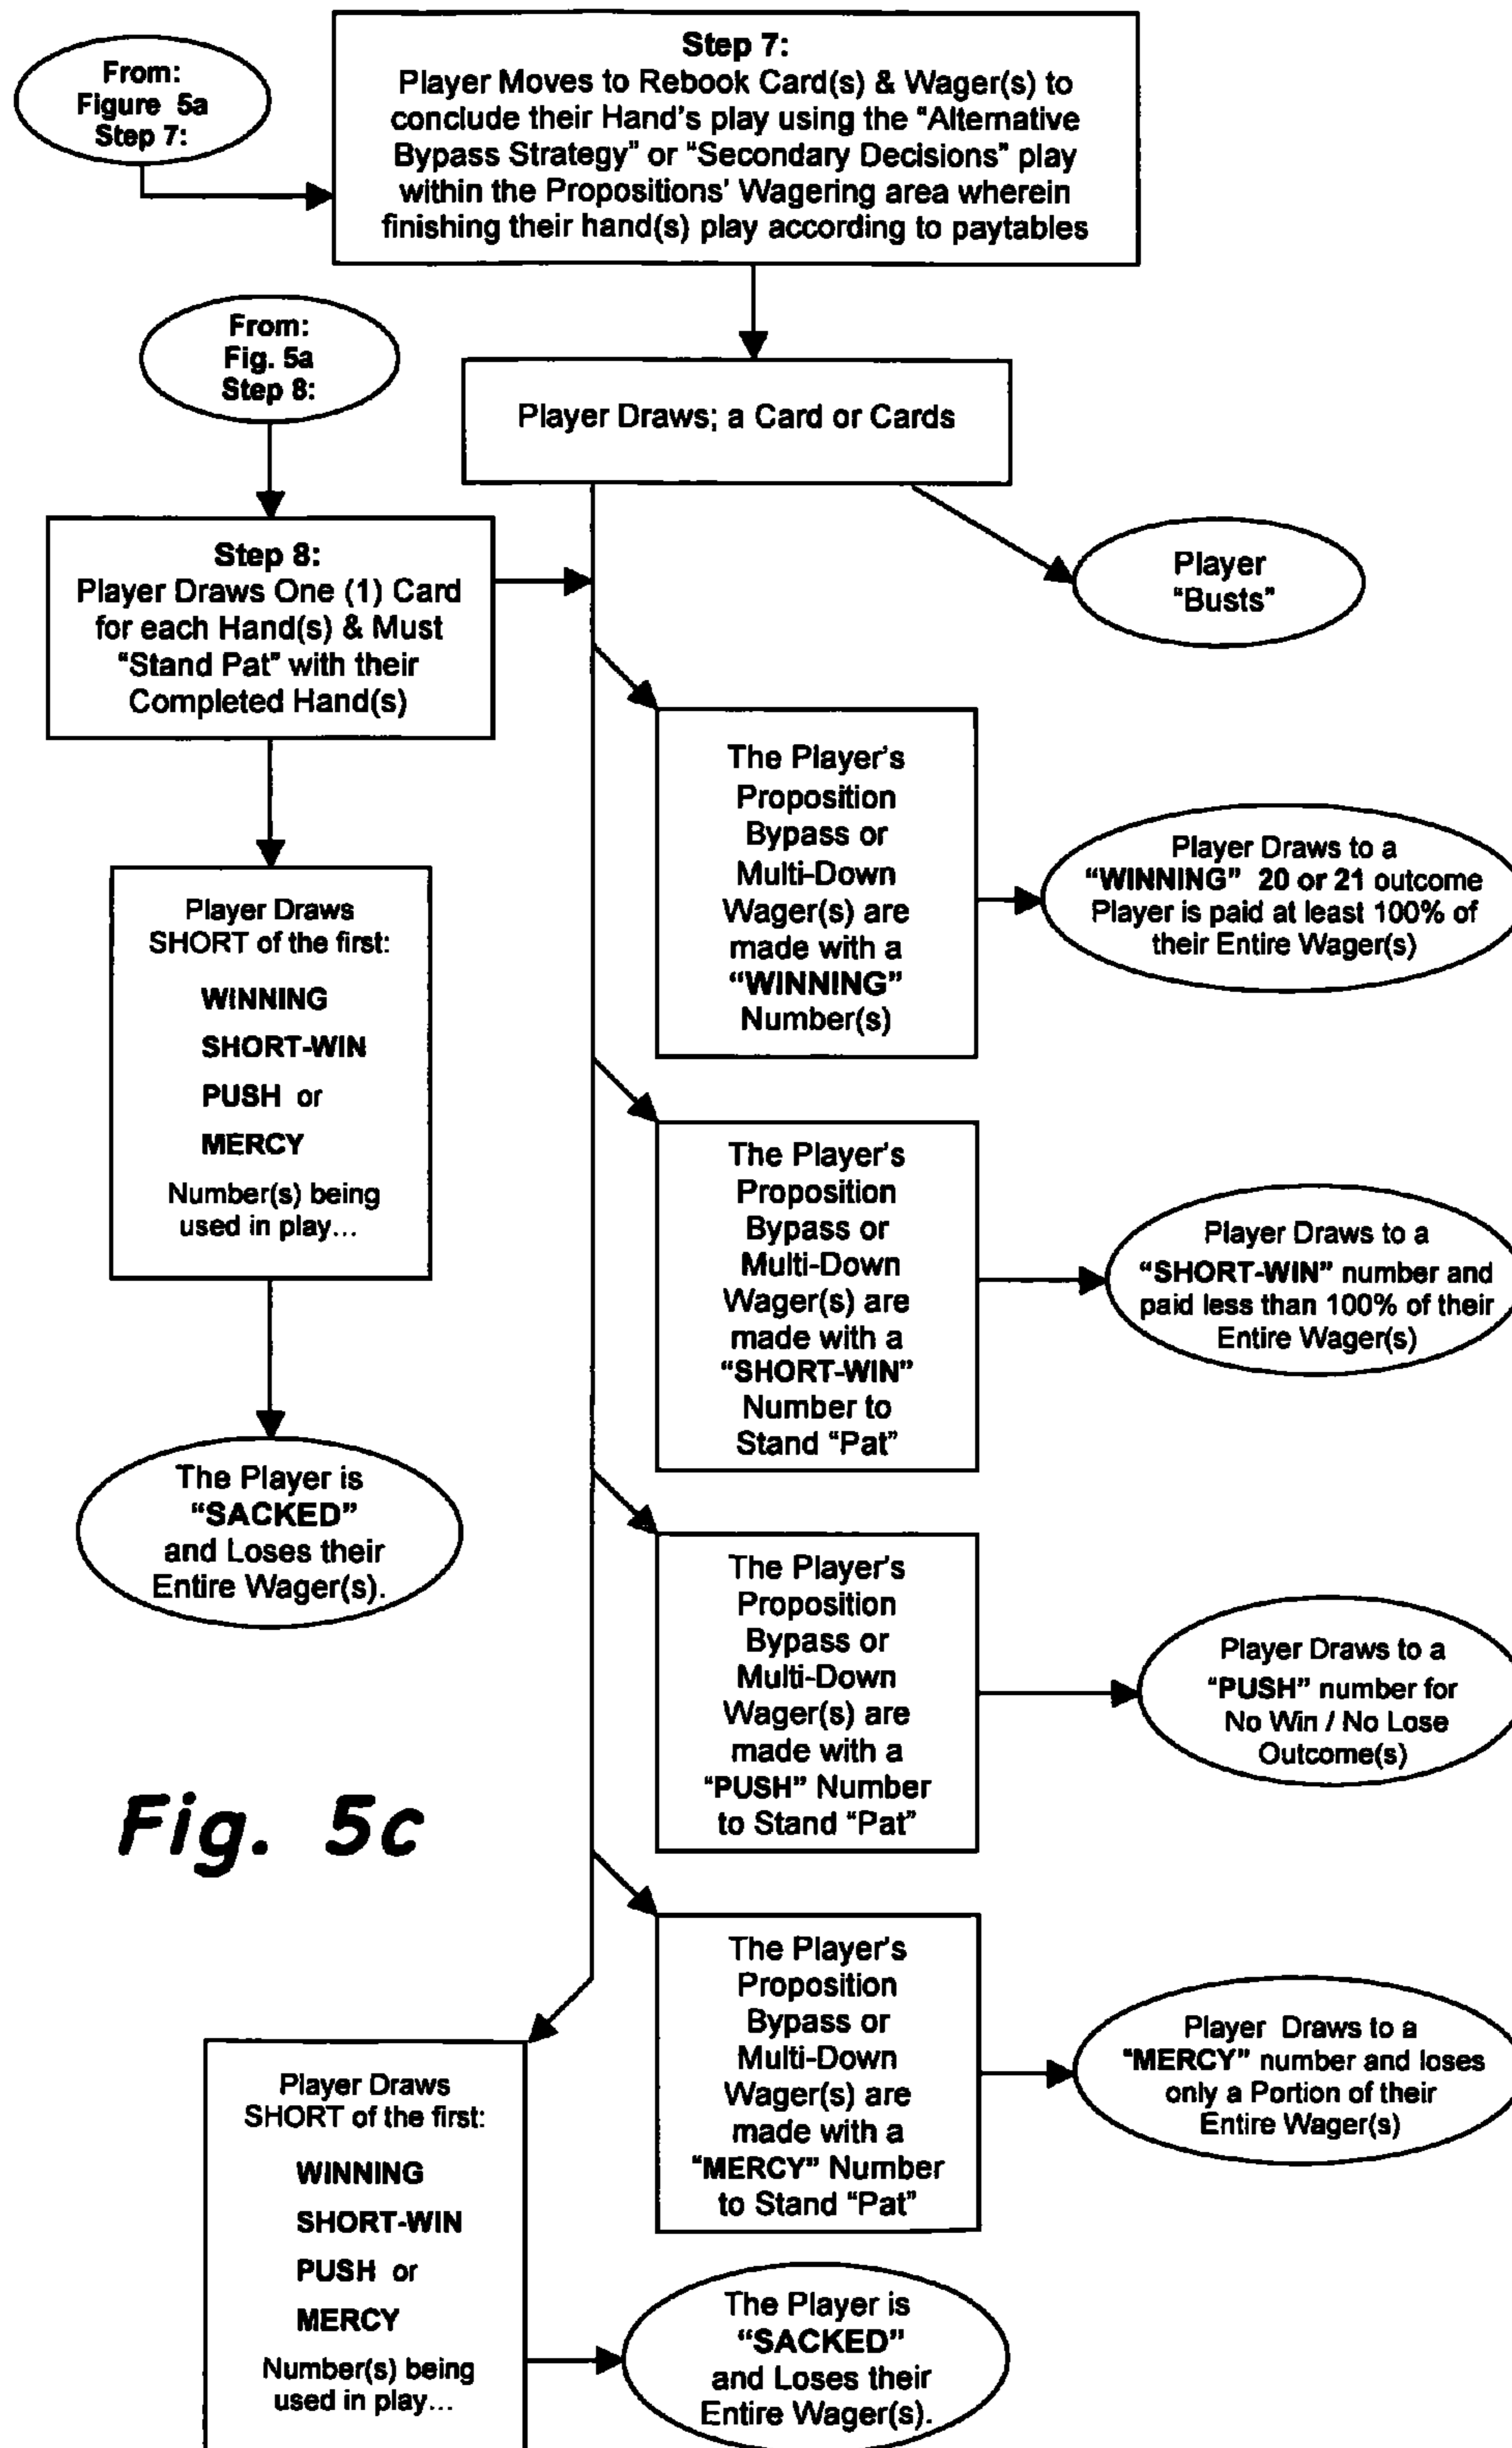 From:
Figure 5a
Step 7:
Step 7:
Player Moves to Rebook Card(s) & Wager(s) to
conclude their Hand's play using the "Alternative
Bypass Strategy" or "Secondary Decisions" play
within the Propositions' Wagering area wherein
finishing their hand(s) play according to paytables
From:
Fig. 5a
Step 8:
Player Draws; a Card or Cards
Step 8:
Player Draws One (1) Card
for each Hand(s) & Must
"Stand Pat" with their
Completed Hand(s)
Player
"Busts"
The Player's
Proposition
Bypass or
Multi-Down
Wager(s) are
made with a
"WINNING"
Number(s)
Player Draws to a
"WINNING" 20 or 21 outcome
Player is paid at least 100% of
their Entire Wager(s)
Player Draws
SHORT of the first:
WINNING
SHORT-WIN
PUSH or
MERCY
Number(s) being
used in play...
The Player's
Proposition
Bypass or
Multi-Down
Wager(s) are
made with a
"SHORT-WIN"
Number to
Stand "Pat"
Player Draws to a
"SHORT-WIN" number and
paid less than 100% of their
Entire Wager(s)
The Player is
"SACKED"
and Loses their
Entire Wager(s).
The Player's
Proposition
Bypass or
Multi-Down
Wager(s) are
made with a
"PUSH" Number
to Stand "Pat"
Player Draws to a
"PUSH" number for
No Win / No Lose
Outcome(s)
Fig. 5c
The Player's
Proposition
Bypass or
Multi-Down
Wager(s) are
made with a
"MERCY" Number
to Stand "Pat"
Player Draws to a
"MERCY" number and loses
only a Portion of their
Entire Wager(s)
Player Draws
SHORT of the first:
WINNING
SHORT-WIN
PUSH or
MERCY
Number(s) being
used in play...
The Player is
"SACKED"
and Loses their
Entire Wager(s).